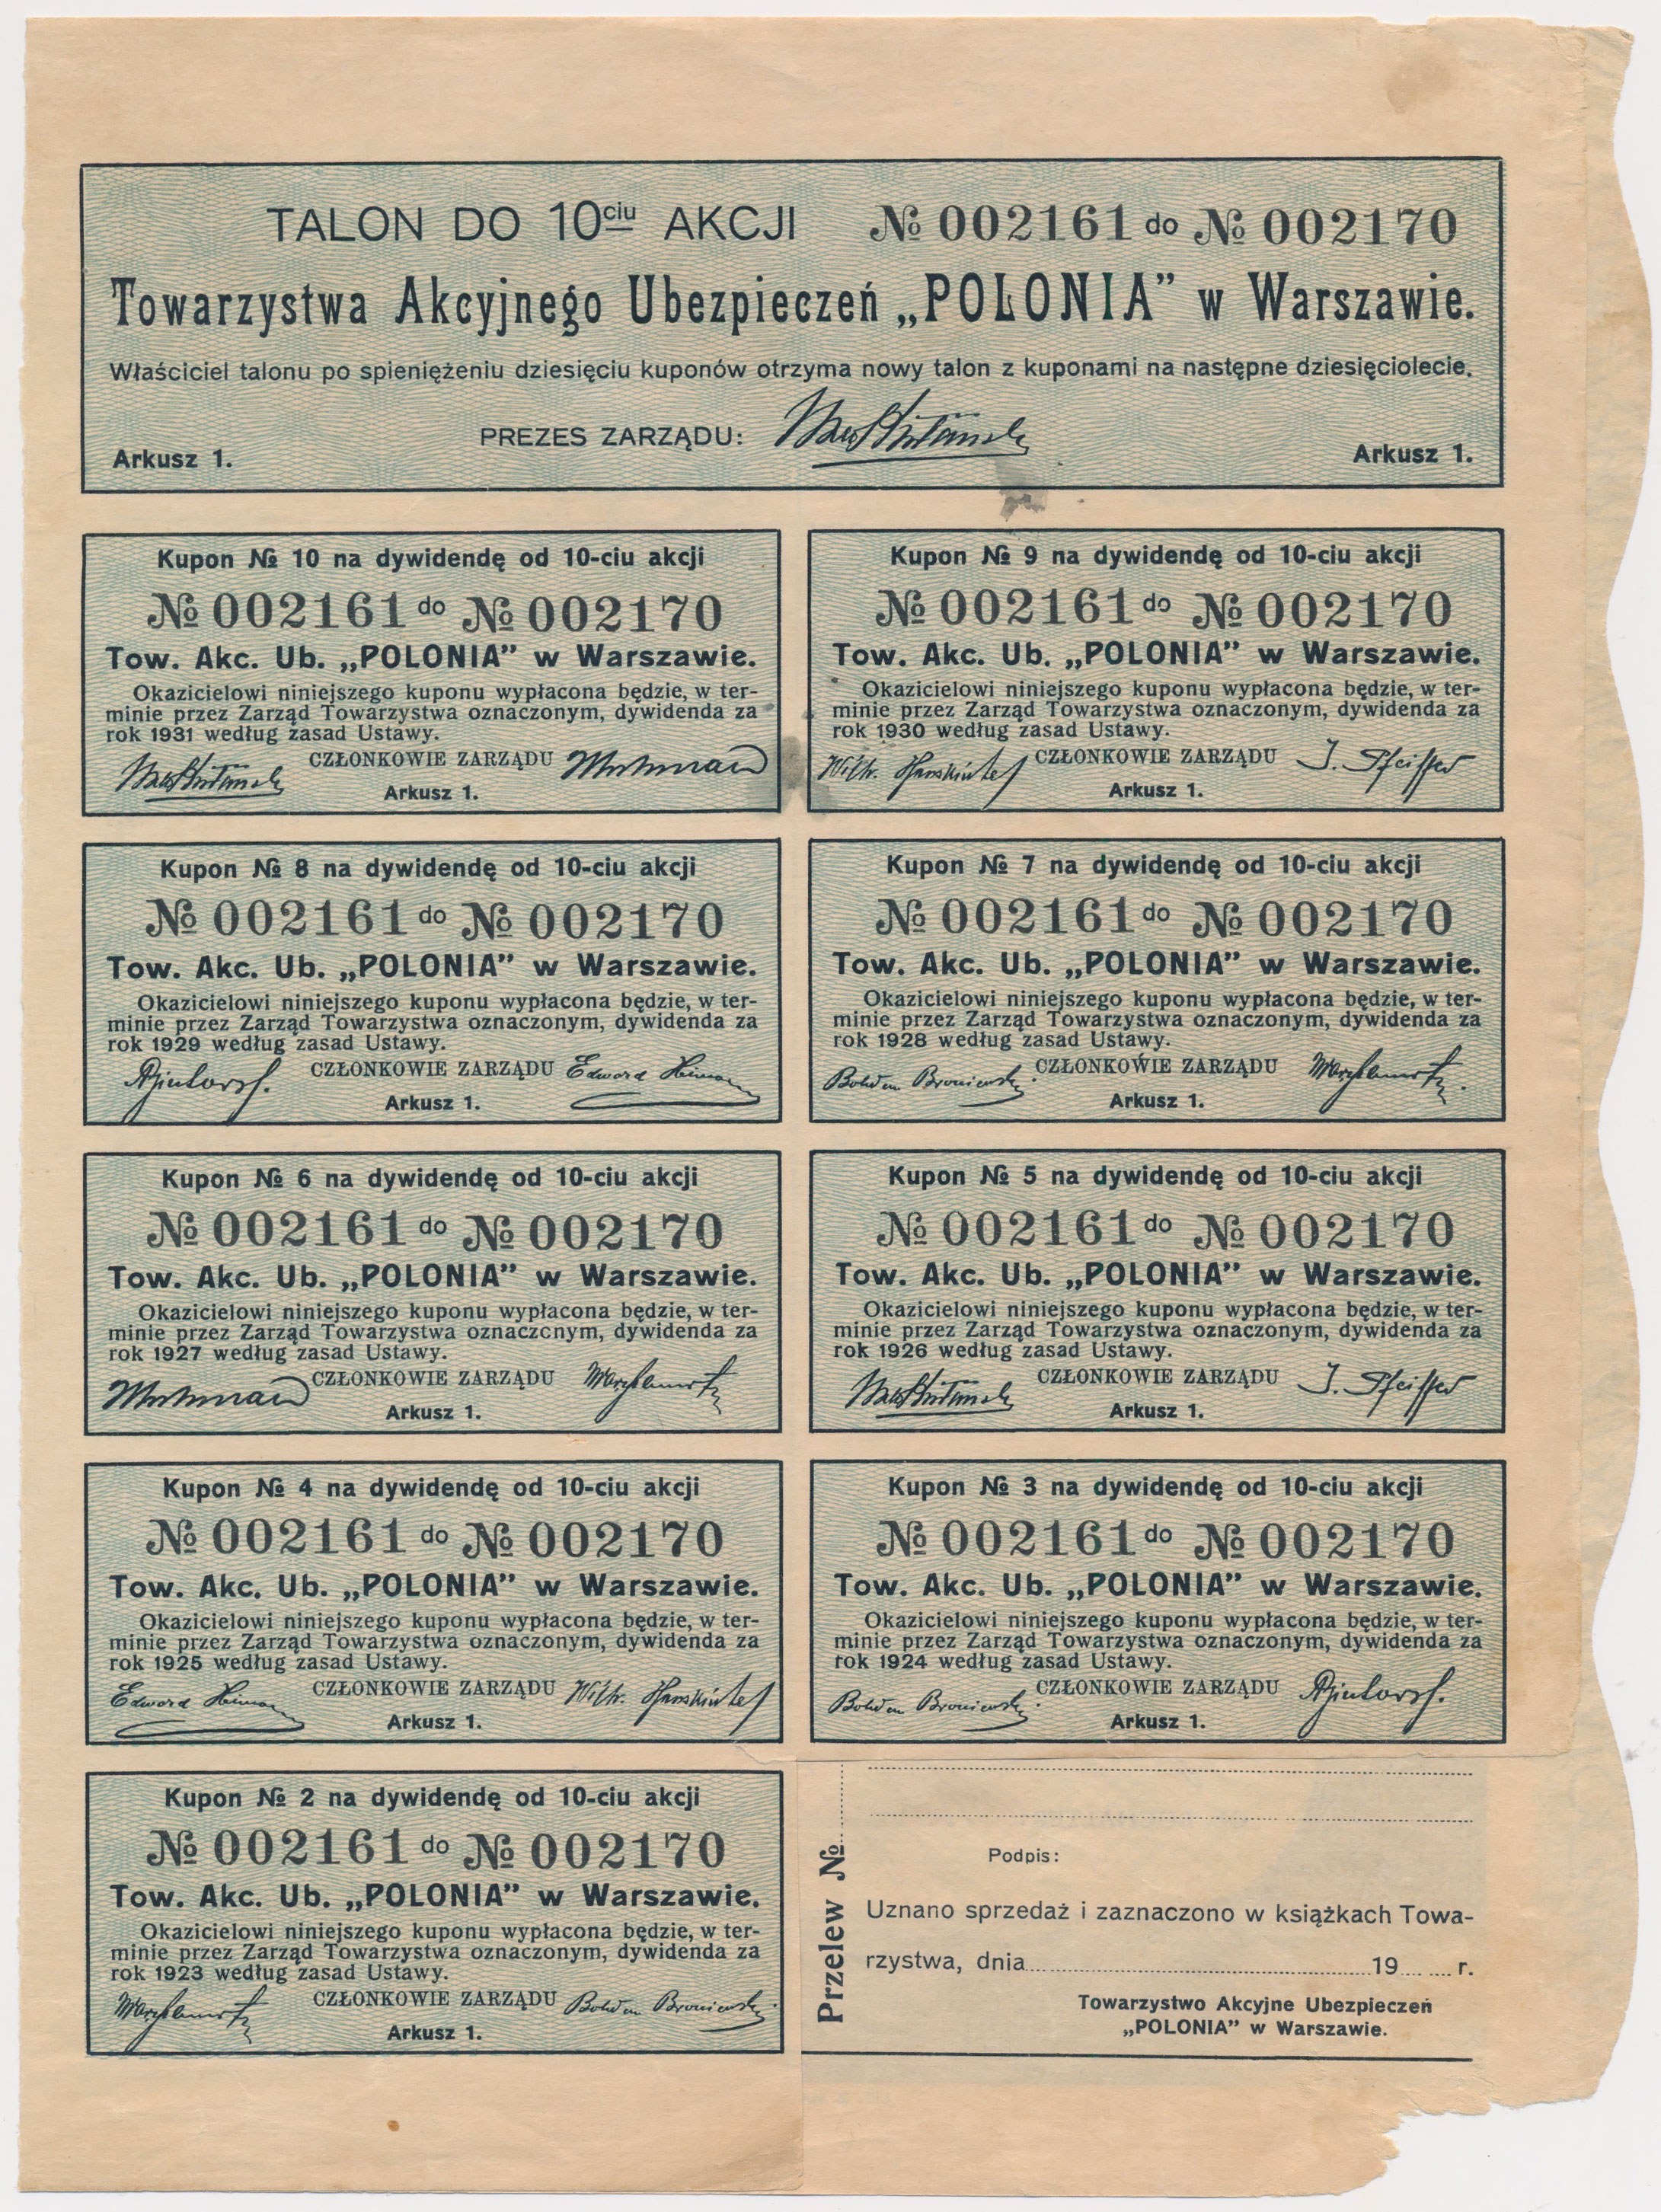 TALON DO 10ciu AKCJI № 002161 do № 002170
Towarzystwa Akcyjnego Ubezpieczeń „POLONIA” w Warszawie.
Właściciel talonu po spieniężeniu dziesięciu kuponów otrzyma nowy talon z kuponami na następne dziesięciolecie.
PREZES ZARZĄDU:
Arkusz 1. Arkusz 1.
Kupon № 10 na dywidendę od 10-ciu akcji
№ 002161 do № 002170
Tow. Akc. Ub. „POLONIA” w Warszawie.
Okazicielowi niniejszego kuponu wypłacona będzie, w ter-
minie przez Zarząd Towarzystwa oznaczonym, dywidenda za
rok 1931 według zasad Ustawy.
CZŁONKOWIE ZARZĄDU
Arkusz 1.
Kupon № 9 na dywidendę od 10-ciu akcji
№ 002161 do № 002170
Tow. Akc. Ub. „POLONIA” w Warszawie.
Okazicielowi niniejszego kuponu wypłacona będzie, w ter-
minie przez Zarząd Towarzystwa oznaczonym, dywidenda za
rok 1930 według zasad Ustawy.
CZŁONKOWIE ZARZĄDU J. Pfeiffer
Arkusz 1.
Kupon № 8 na dywidendę od 10-ciu akcji
№ 002161 do № 002170
Tow. Akc. Ub. „POLONIA” w Warszawie.
Okazicielowi niniejszego kuponu wypłacona będzie, w ter-
minie przez Zarząd Towarzystwa oznaczonym, dywidenda za
rok 1929 według zasad Ustawy.
CZŁONKOWIE ZARZĄDU Edward
Arkusz 1.
Kupon № 7 na dywidendę od 10-ciu akcji
№ 002161 do № 002170
Tow. Akc. Ub. „POLONIA” w Warszawie.
Okazicielowi niniejszego kuponu wypłacona będzie, w ter-
minie przez Zarząd Towarzystwa oznaczonym, dywidenda za
rok 1928 według zasad Ustawy.
CZŁONKOWIE ZARZĄDU
Arkusz 1.
Kupon № 6 na dywidendę od 10-ciu akcji
№ 002161 do № 002170
Tow. Akc. Ub. „POLONIA” w Warszawie.
Okazicielowi niniejszego kuponu wypłacona będzie, w ter-
minie przez Zarząd Towarzystwa oznaczcnym, dywidenda za
rok 1927 według zasad Ustawy.
CZŁONKOWIE ZARZĄDU
Arkusz 1.
Kupon № 5 na dywidendę od 10-ciu akcji
№ 002161 do № 002170
Tow. Akc. Ub. „POLONIA” w Warszawie.
Okazicielowi niniejszego kuponu wypłacona będzie, w ter-
minie przez Zarząd Towarzystwa oznaczonym, dywidenda za
rok 1926 według zasad Ustawy.
CZŁONKOWIE ZARZĄDU J. Pfeiffer
Arkusz 1.
Kupon № 4 na dywidendę od 10-ciu akcji
№ 002161 do № 002170
Tow. Akc. Ub. „POLONIA” w Warszawie.
Okazicielowi niniejszego kuponu wypłacona będzie, w ter-
minie przez Zarząd Towarzystwa oznaczonym, dywidenda za
rok 1925 według zasad Ustawy.
Edward CZŁONKOWIE ZARZĄDU
Arkusz 1.
Kupon № 3 na dywidendę od 10-ciu akcji
№ 002161 do № 002170
Tow. Akc. Ub. „POLONIA” w Warszawie.
Okazicielowi niniejszego kuponu wypłacona będzie, w ter-
minie przez Zarząd Towarzystwa oznaczonym, dywidenda za
rok 1924 według zasad Ustawy.
CZŁONKOWIE ZARZĄDU
Arkusz 1.
Kupon № 2 na dywidendę od 10-ciu akcji
№ 002161 do № 002170
Tow. Akc. Ub. „POLONIA” w Warszawie.
Okazicielowi niniejszego kuponu wypłacona będzie, w ter-
minie przez Zarząd Towarzystwa oznaczonym, dywidenda za
rok 1923 według zasad Ustawy.
CZŁONKOWIE ZARZĄDU
Arkusz 1.
Przelew №
Podpis:
Uznano sprzedaż i zaznaczono w książkach Towa-
rzystwa, dnia 19 r.
Towarzystwo Akcyjne Ubezpieczeń
„POLONIA” w Warszawie.